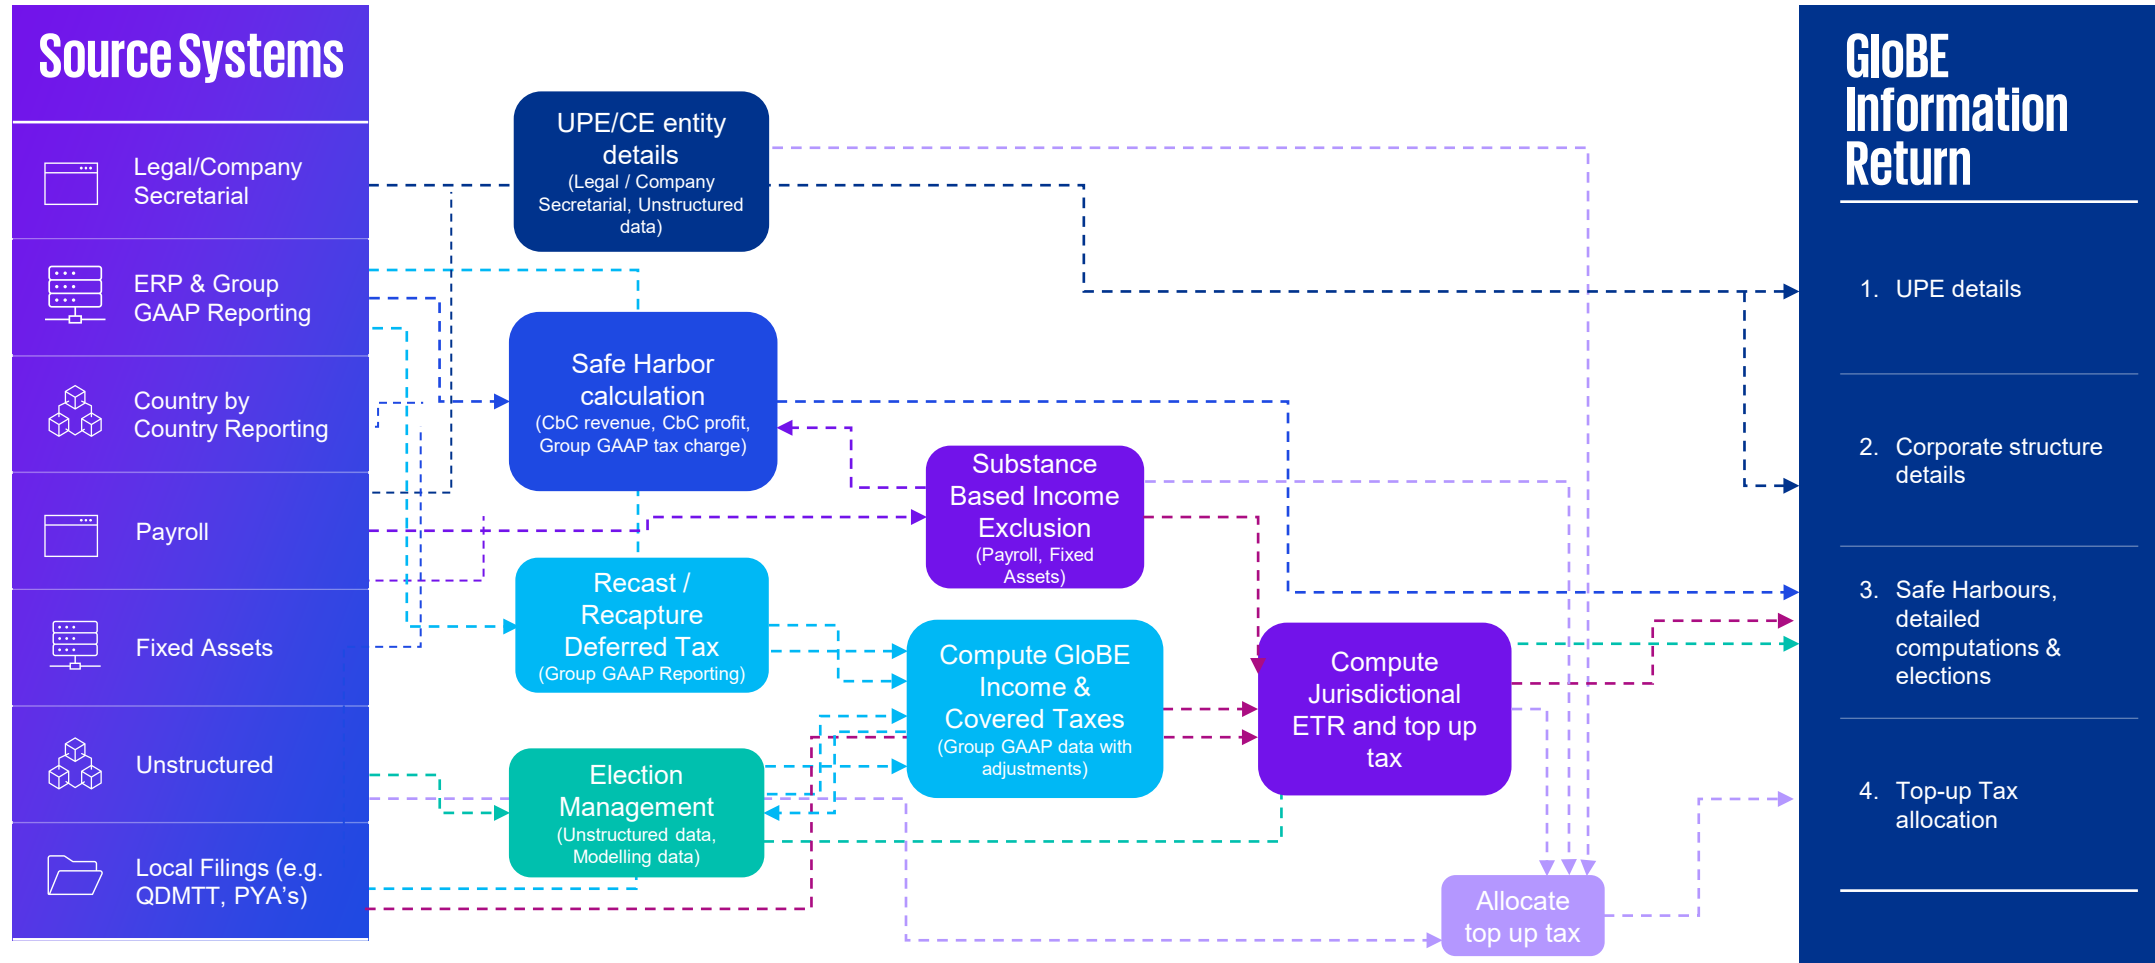 Source Systems
Legal/Company
Secretarial
ERP & Group
GAAP Reporting
Country by
Country Reporting
Payroll
Fixed Assets
Unstructured
Local Filings (e.g.
QDMTT, PYA's)
UPE/CE entity
details
(Legal / Company
Secretarial, Unstructured
data)
Safe Harbor
calculation
(CbC revenue, CbC profit,
Group GAAP tax charge)
Recast /
Recapture
Deferred Tax
(Group GAAP Reporting)
Election
Management
(Unstructured data,
Modelling data)
Substance
Based Income
Exclusion
(Payroll, Fixed
Assets)
Compute GloBE
Income &
Covered Taxes
(Group GAAP data with
adjustments)
Compute
Jurisdictional
ETR and top up
tax
Allocate
top up tax
GloBE
Information
Return
1. UPE details
2. Corporate structure
details
3. Safe Harbours,
detailed
computations &
elections
4. Top-up Tax
allocation